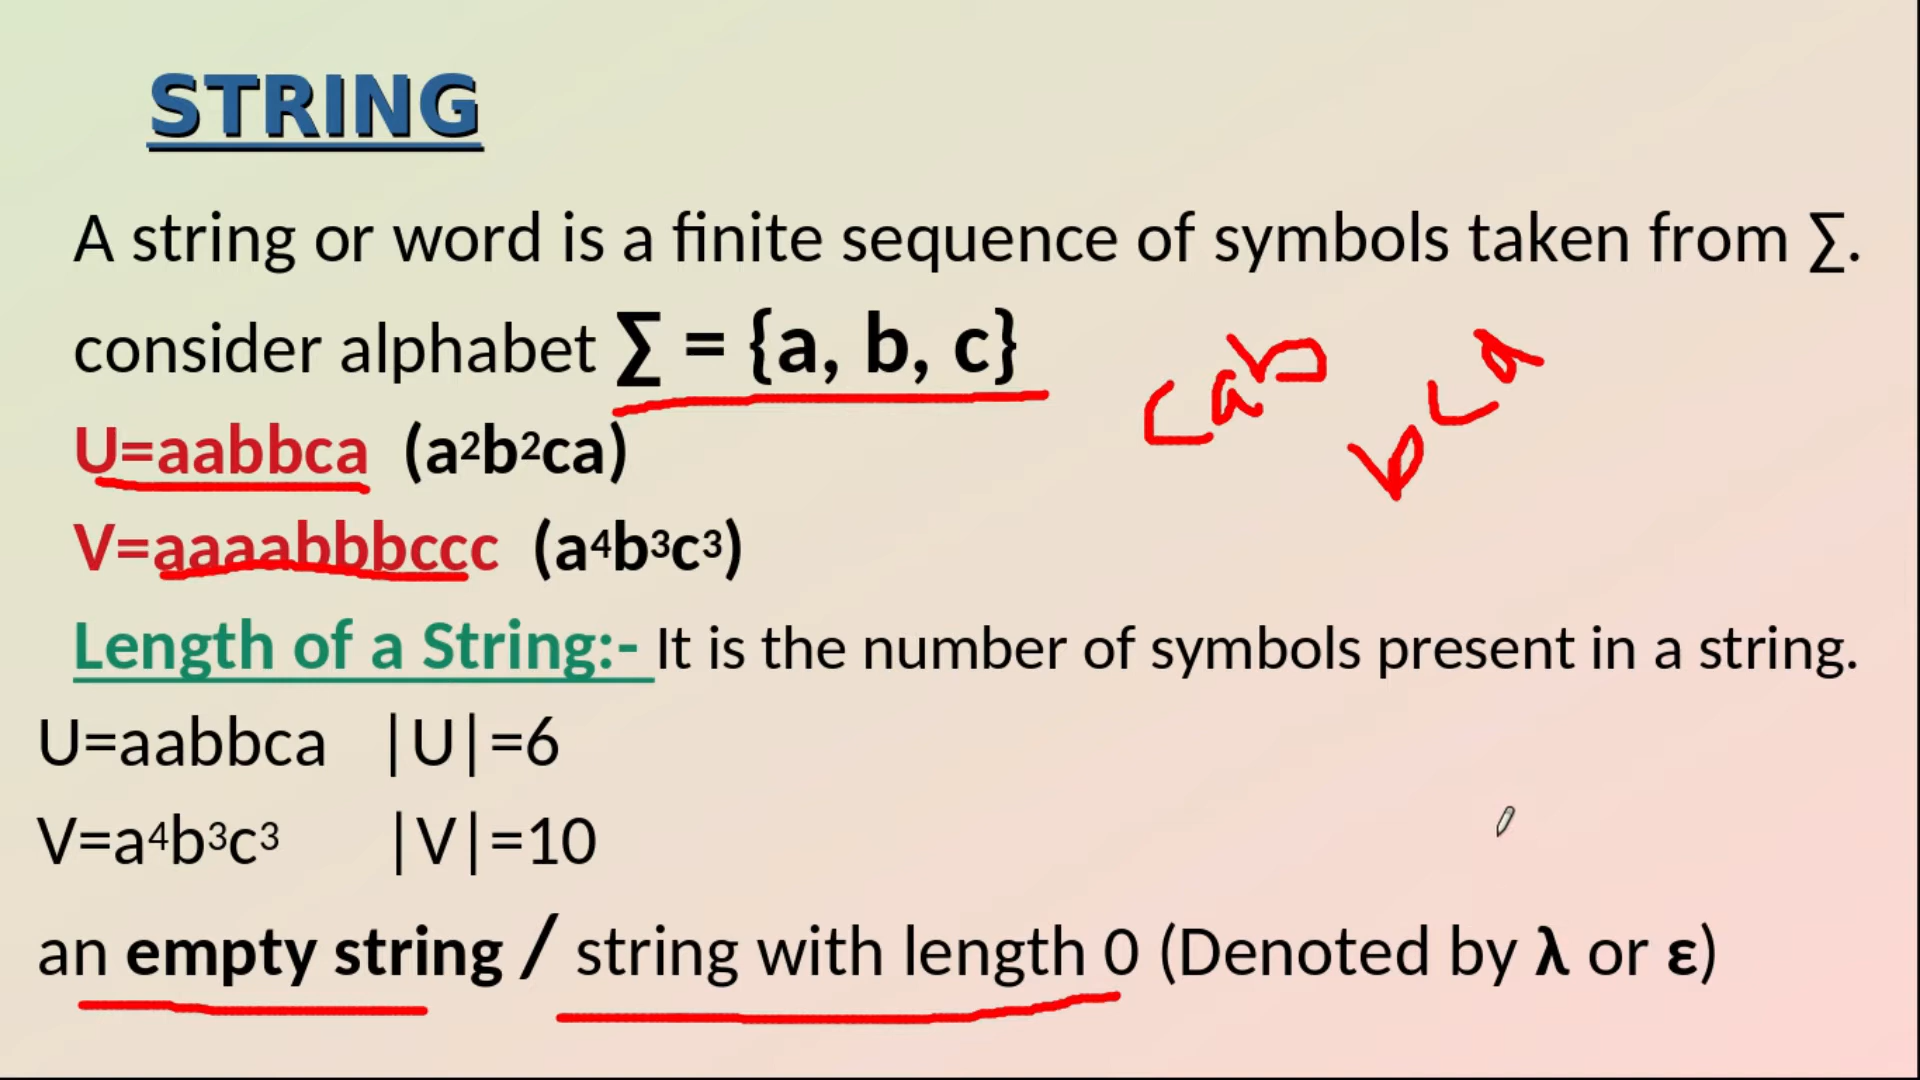 STRING
A string or word is a finite sequence of symbols taken from ∑.
consider alphabet ∑ = {a, b, c}
cab
bca
U=aabbca (a²b²ca)
V=aaaabbbccc (a⁴b³c³)
Length of a String:- It is the number of symbols present in a string.
U=aabbca |U|=6
V=a⁴b³c³ |V|=10
an empty string / string with length 0 (Denoted by λ or ε)